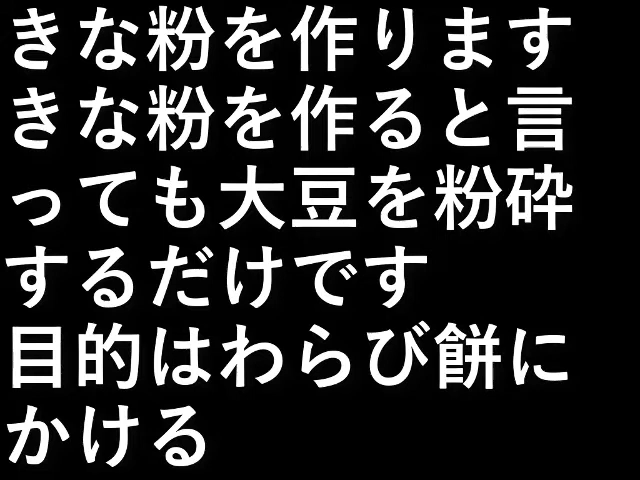 きな粉を作ります
きな粉を作ると言
っても大豆を粉砕
するだけです
目的はわらび餅に
かける